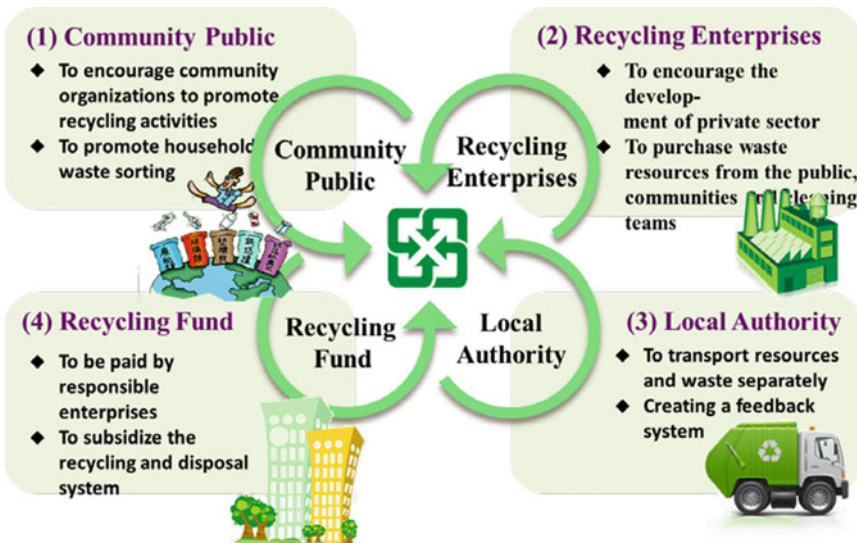 (1) Community Public
◆ To encourage community
organizations to promote
recycling activities
◆ To promote household
waste sorting
(2) Recycling Enterprises
◆ To encourage the
develop-
ment of private sector
◆ To purchase waste
resources from the public,
communities and cleaning
teams
Community
Public
Recycling
Enterprises
(4) Recycling Fund
◆ To be paid by
responsible
enterprises
◆ To subsidize the
recycling and disposal
system
Recycling
Fund
Local
Authority
(3) Local Authority
◆ To transport resources
and waste separately
◆ Creating a feedback
system